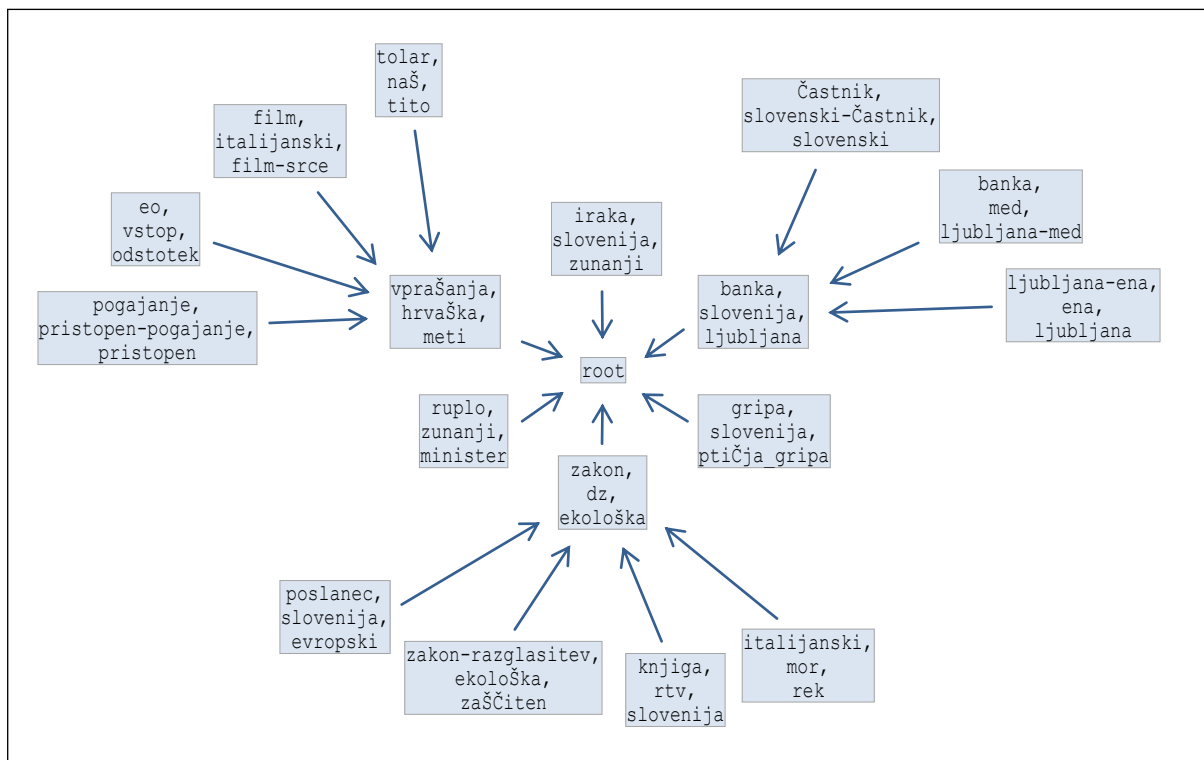 tolar,
naŠ,
tito
Častnik,
slovenski-Častnik,
slovenski
film,
italijanski,
film-srce
banka,
med,
ljubljana-med
eo,
vstop,
odstotek
iraka,
slovenija,
zunanji
vpraŠanja,
hrvaŠka,
meti
banka,
slovenija,
ljubljana
ljubljana-ena,
ena,
ljubljana
pogajanje,
pristopen-pogajanje,
pristopen
root
ruplo,
zunanji,
minister
gripa,
slovenija,
ptiČja_gripa
zakon,
dz,
ekoloŠka
poslanec,
slovenija,
evropski
zakon-razglasitev,
ekoloŠka,
zaŠČiten
knjiga,
rtv,
slovenija
italijanski,
mor,
rek